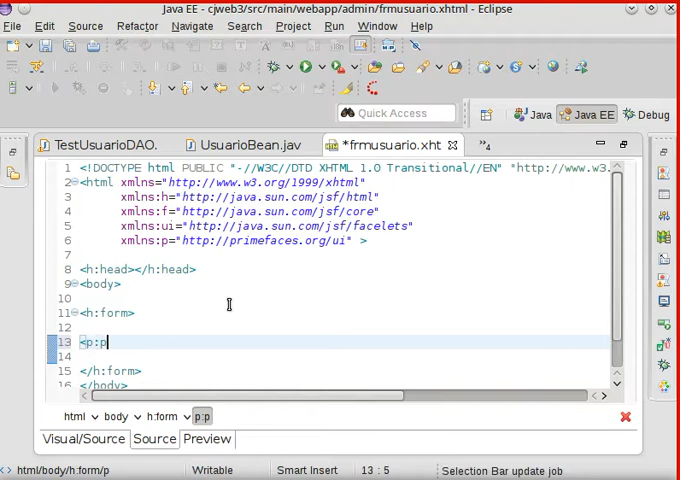 Java EE - cjweb3/src/main/webapp/admin/frmusuario.xhtml - Eclipse
File Edit Source Refactor Navigate Search Project Run Window Help
Quick Access
Java Java EE Debug
TestUsuarioDAO. UsuarioBean.jav *frmusuario.xht »4
1 <!DOCTYPE html PUBLIC "-//W3C//DTD XHTML 1.0 Transitional//EN" "http://www.w3.
2 <html xmlns="http://www.w3.org/1999/xhtml"
3 xmlns:h="http://java.sun.com/jsf/html"
4 xmlns:f="http://java.sun.com/jsf/core"
5 xmlns:ui="http://java.sun.com/jsf/facelets"
6 xmlns:p="http://primefaces.org/ui" >
7
8 <h:head></h:head>
9 <body>
10
11 <h:form>
12
13 <p:p
14
15 </h:form>
16 </body>
html body h:form p:p
Visual/Source Source Preview
html/body/h:form/p Writable Smart Insert 13 : 5 Selection Bar update job